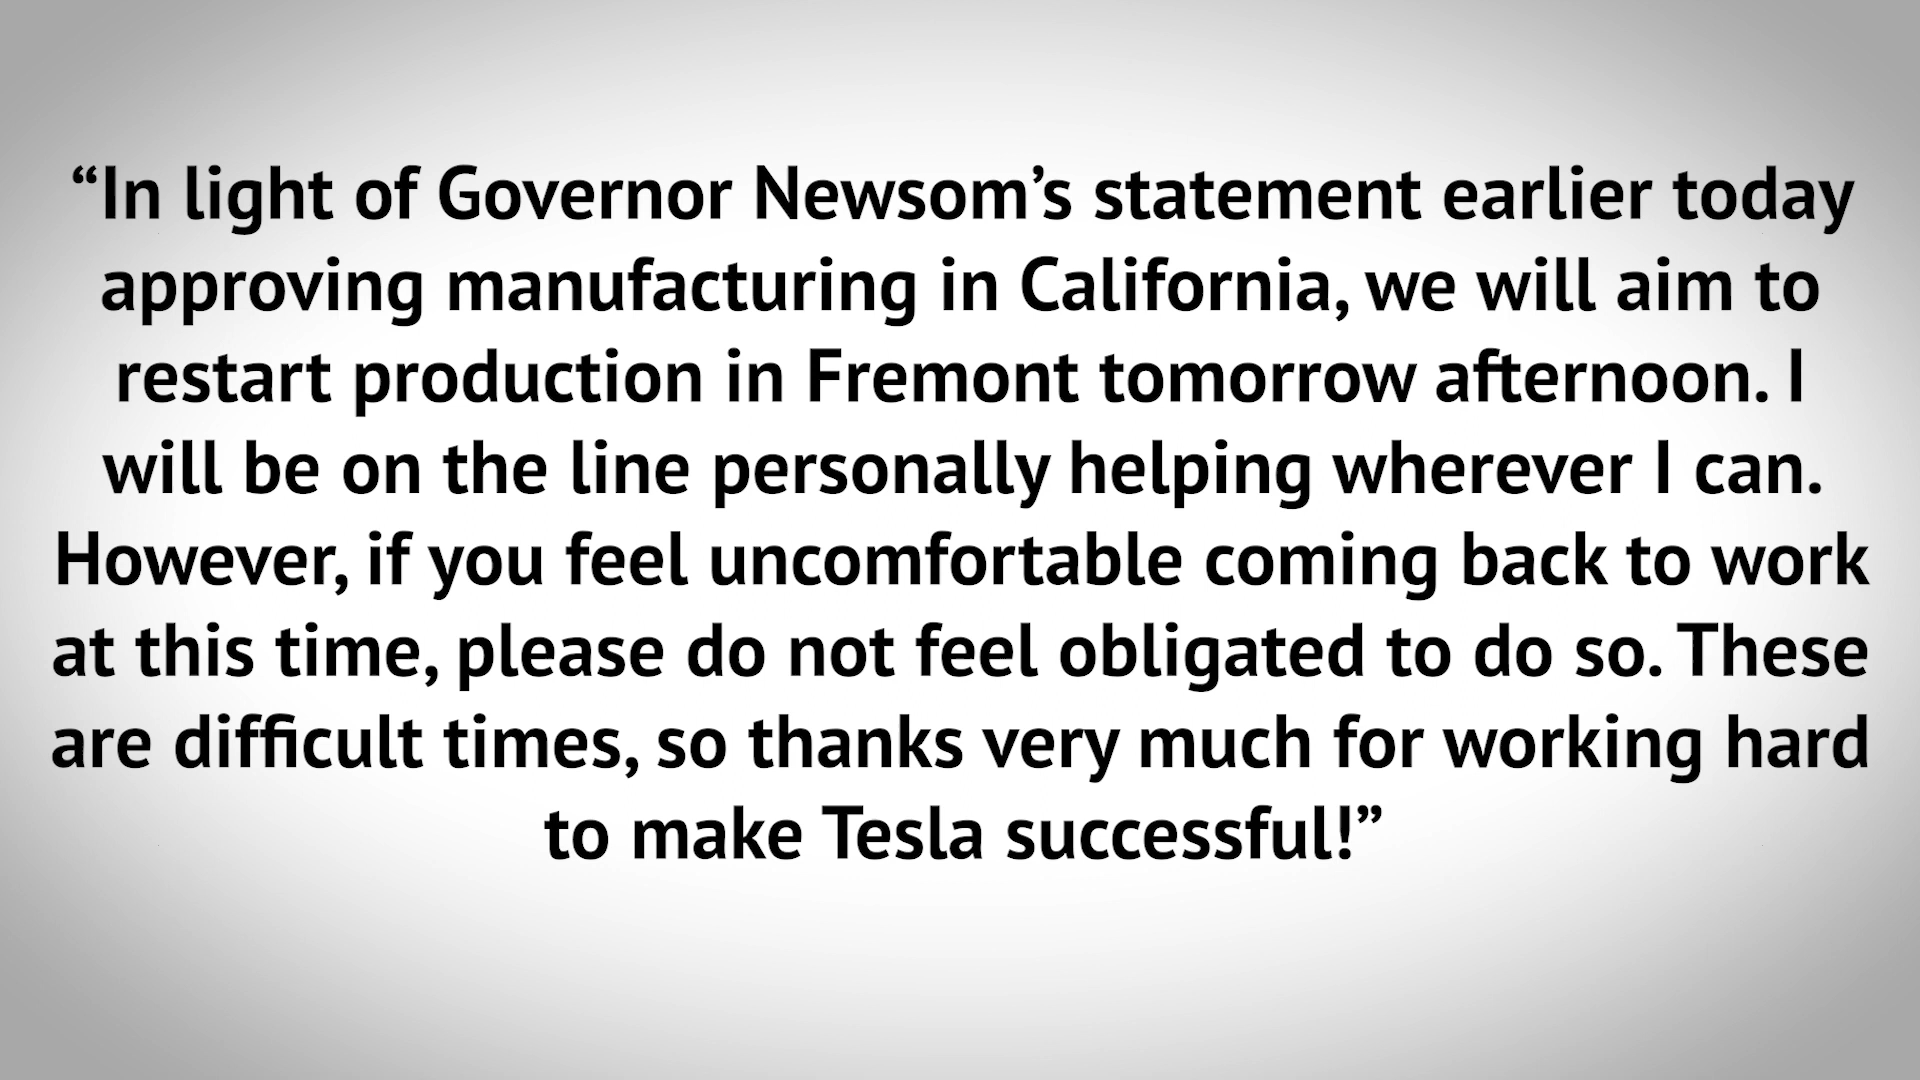 “In light of Governor Newsom’s statement earlier today
approving manufacturing in California, we will aim to
restart production in Fremont tomorrow afternoon. I
will be on the line personally helping wherever I can.
However, if you feel uncomfortable coming back to work
at this time, please do not feel obligated to do so. These
are difficult times, so thanks very much for working hard
to make Tesla successful!”